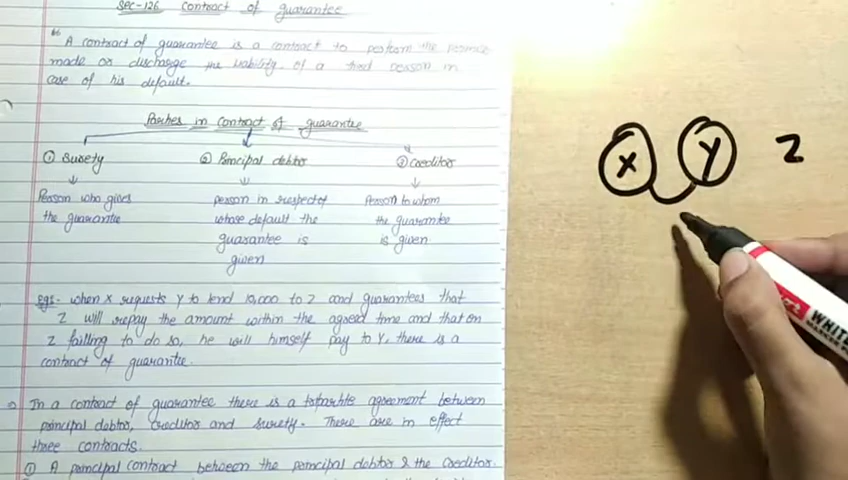 Sec-126 Contract of guarantee
" A contract of guarantee is a contract to perform the promise
made or discharge the liability of a third person in
case of his default.
Parties in Contract of guarantee
① Surety ② Principal debtor ③ Creditor
Person who gives person in respect of Person to whom
the guarantee whose default the the guarantee
guarantee is is given
given
X Y Z
Egs- when X requests Y to lend 10,000 to Z and guarantees that
Z will repay the amount within the agreed time and that on
Z failling to do so, he will himself pay to Y, there is a
contract of guarantee.
In a contract of guarantee there is a tripartite agreement between
principal debtor, creditor and surety. There are in effect
three contracts.
① A principal contract between the principal debtor & the creditor.
WHIT